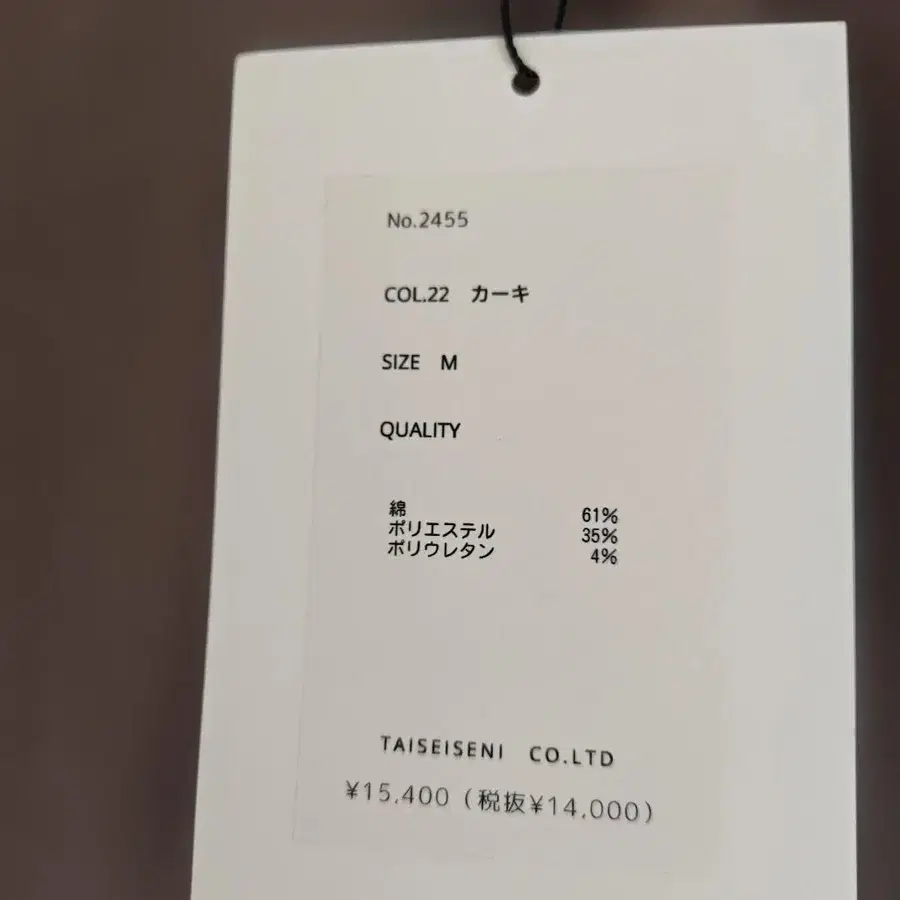 No.2455
COL.22　カーキ
SIZE　M
QUALITY
綿 61%
ポリエステル 35%
ポリウレタン 4%
TAISEISENI　CO.LTD
¥15,400（税抜¥14,000）